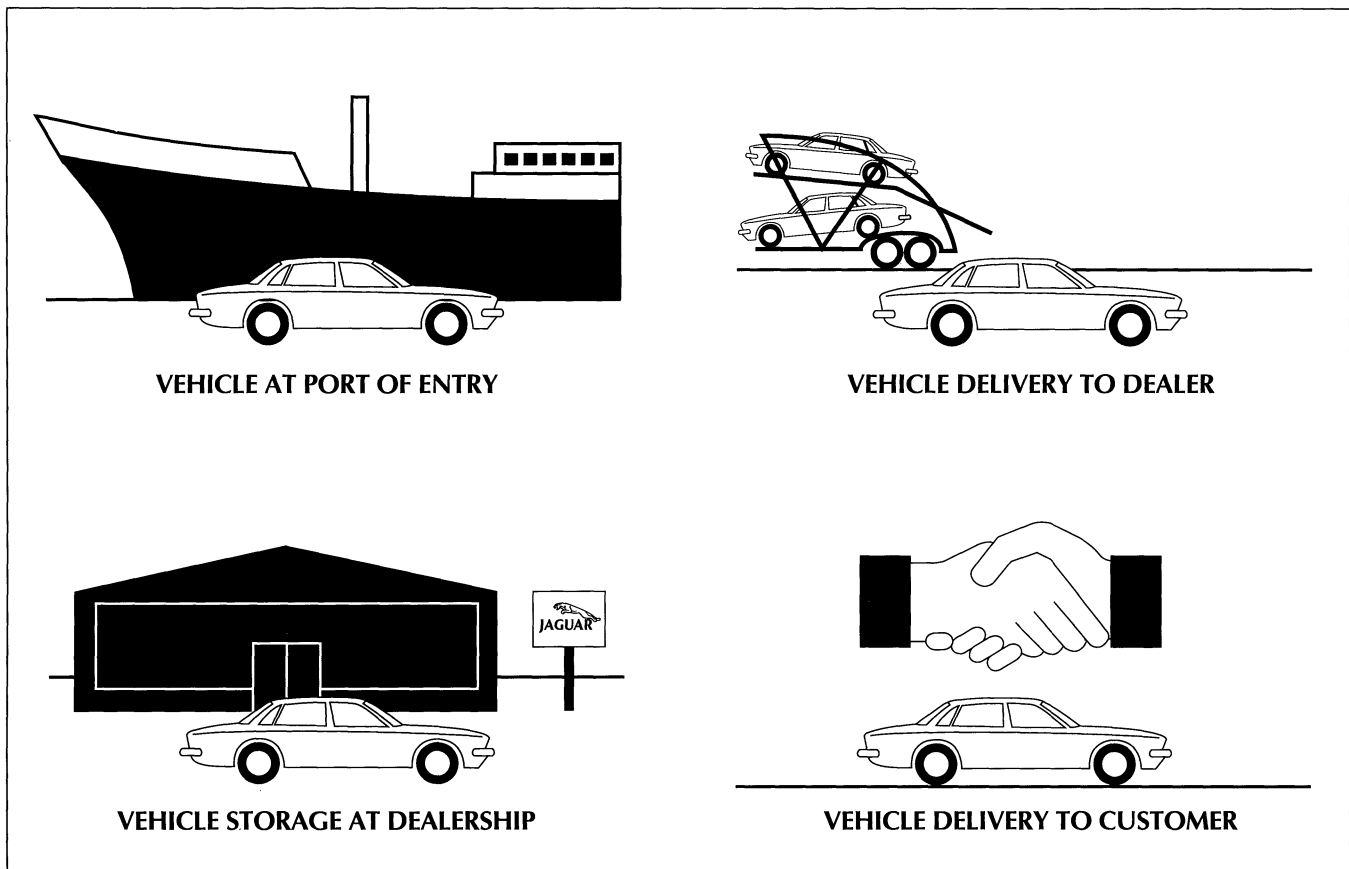 VEHICLE AT PORT OF ENTRY
VEHICLE DELIVERY TO DEALER
JAGUAR
VEHICLE STORAGE AT DEALERSHIP
VEHICLE DELIVERY TO CUSTOMER